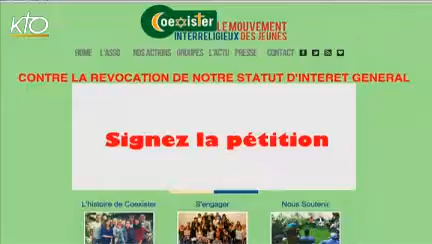 KTO
Coexister
LE MOUVEMENT
INTERRELIGIEUX DES JEUNES
HOME L'ASSO NOS ACTIONS GROUPES L'ACTU PRESSE CONTACT
CONTRE LA REVOCATION DE NOTRE STATUT D'INTERET GENERAL
Signez la pétition
L'histoire de Coexister S'engager Nous Soutenir